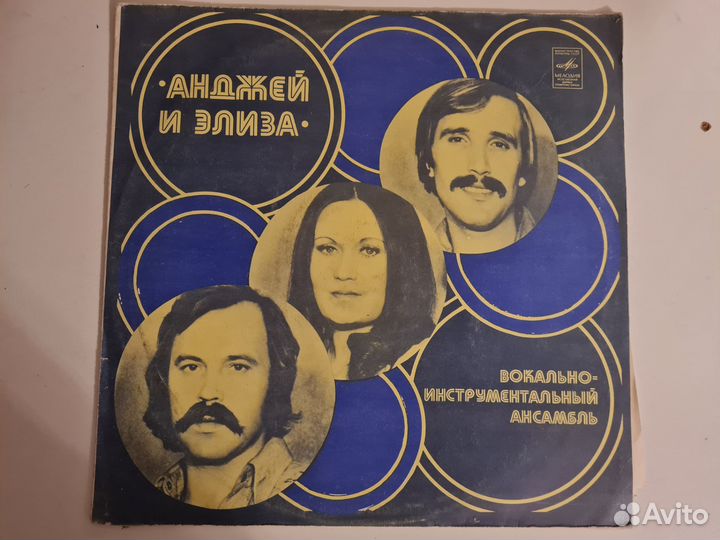 ·АНДЖЕЙ
И ЭЛИЗА·
МЕЛОДИЯ
ВОКАЛЬНО-
ИНСТРУМЕНТАЛЬНЫЙ
АНСАМБЛЬ
Avito